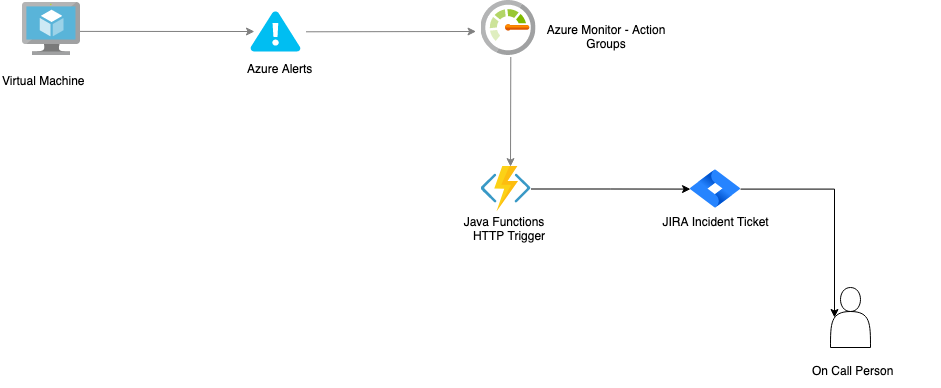 Azure Monitor - Action
Groups
Azure Alerts
Virtual Machine
Java Functions
HTTP Trigger
JIRA Incident Ticket
On Call Person